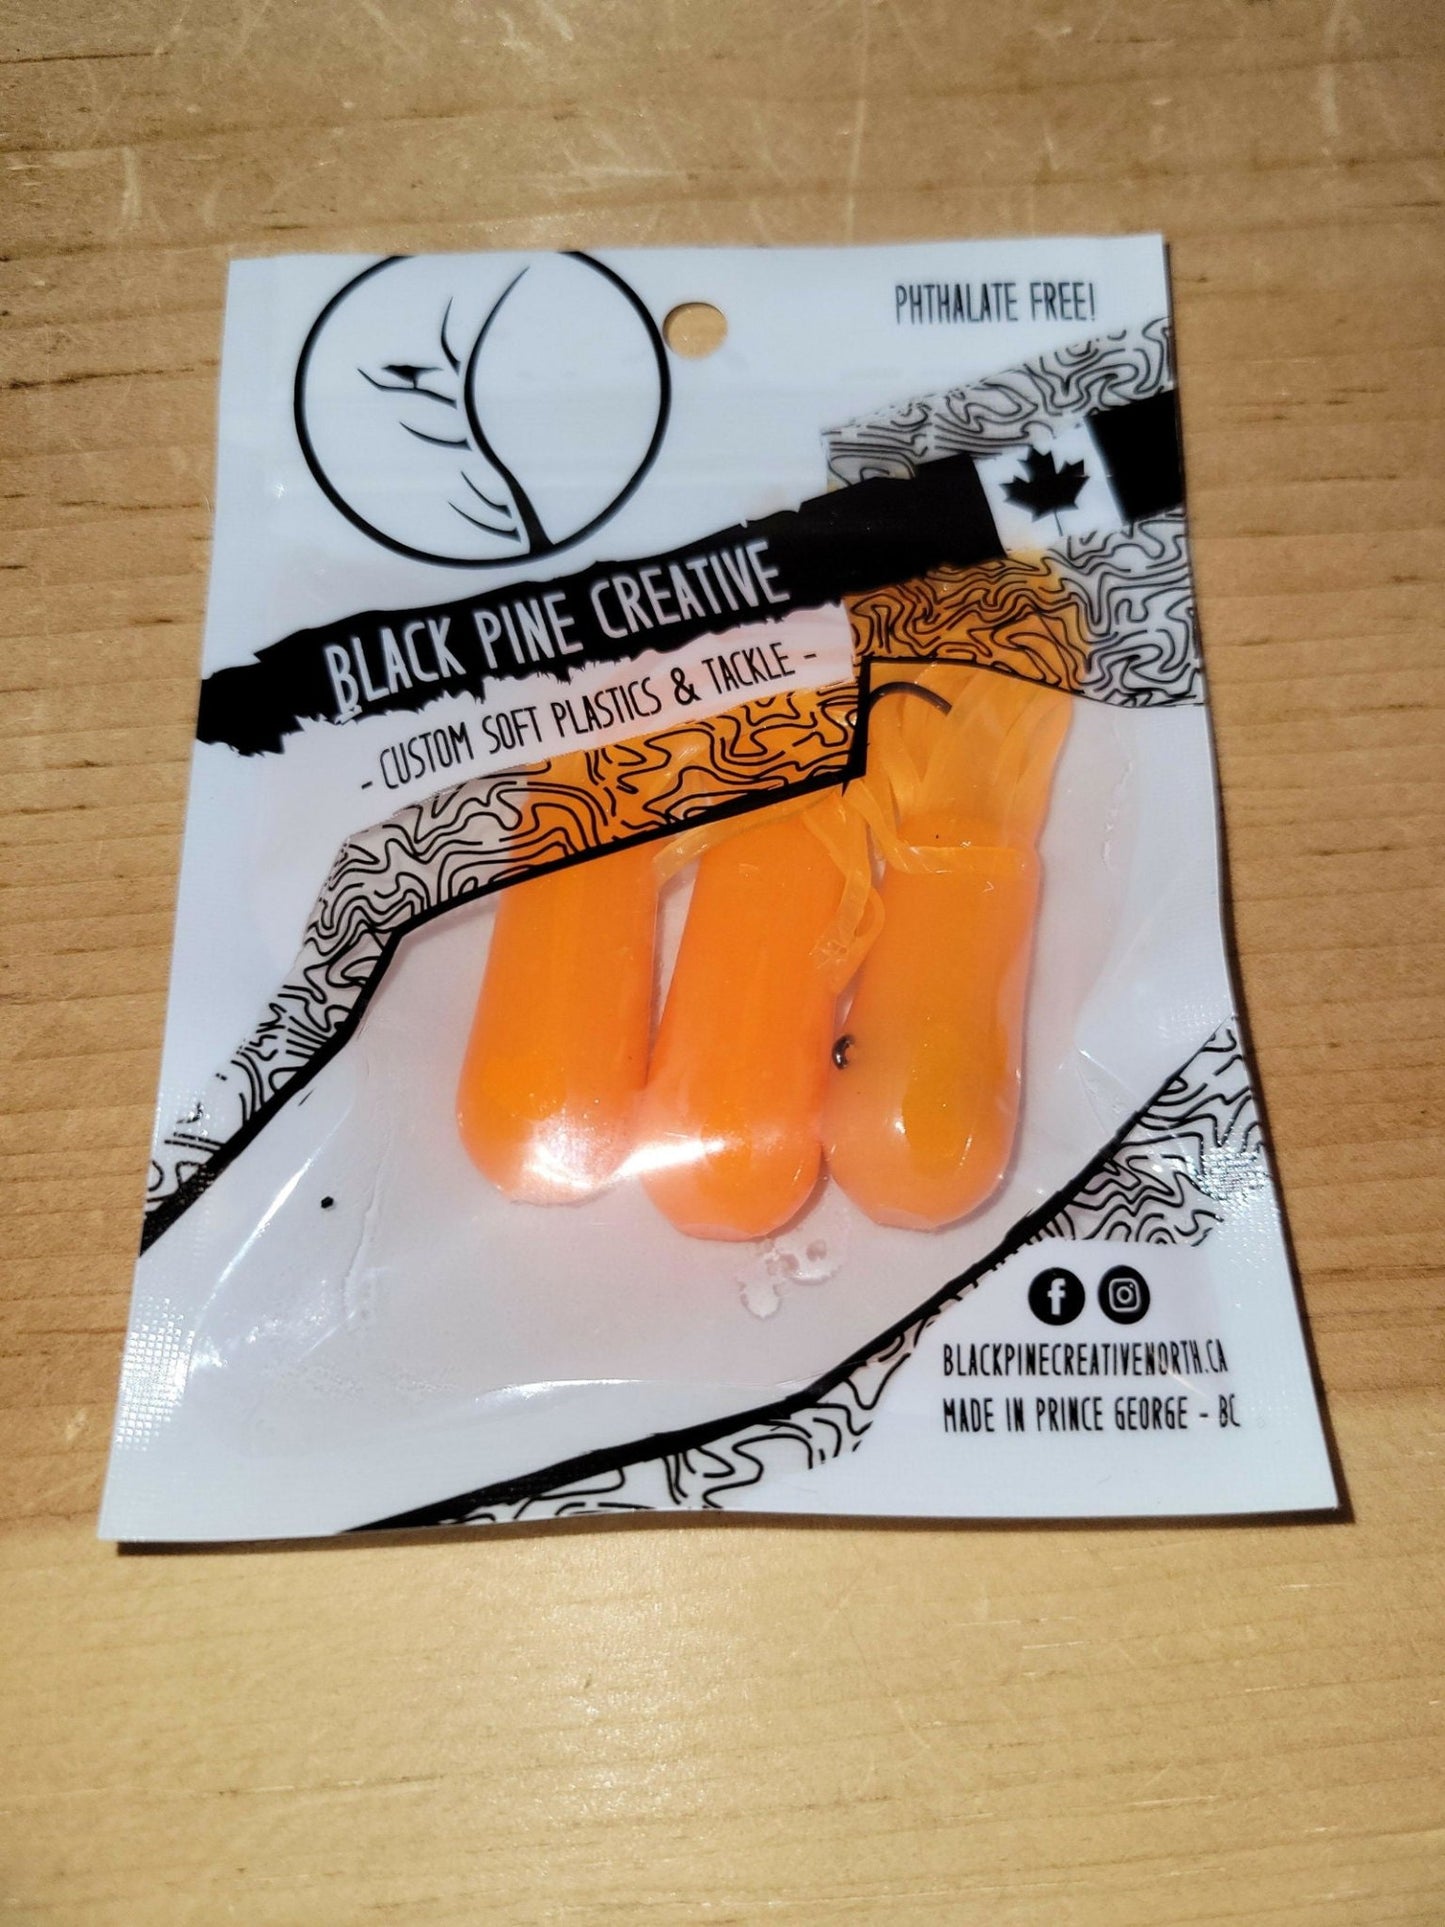 PHTHALATE FREE!
BLACK PINE CREATIVE
- CUSTOM SOFT PLASTICS & TACKLE -
BLACKPINECREATIVENORTH.CA
MADE IN PRINCE GEORGE - BC